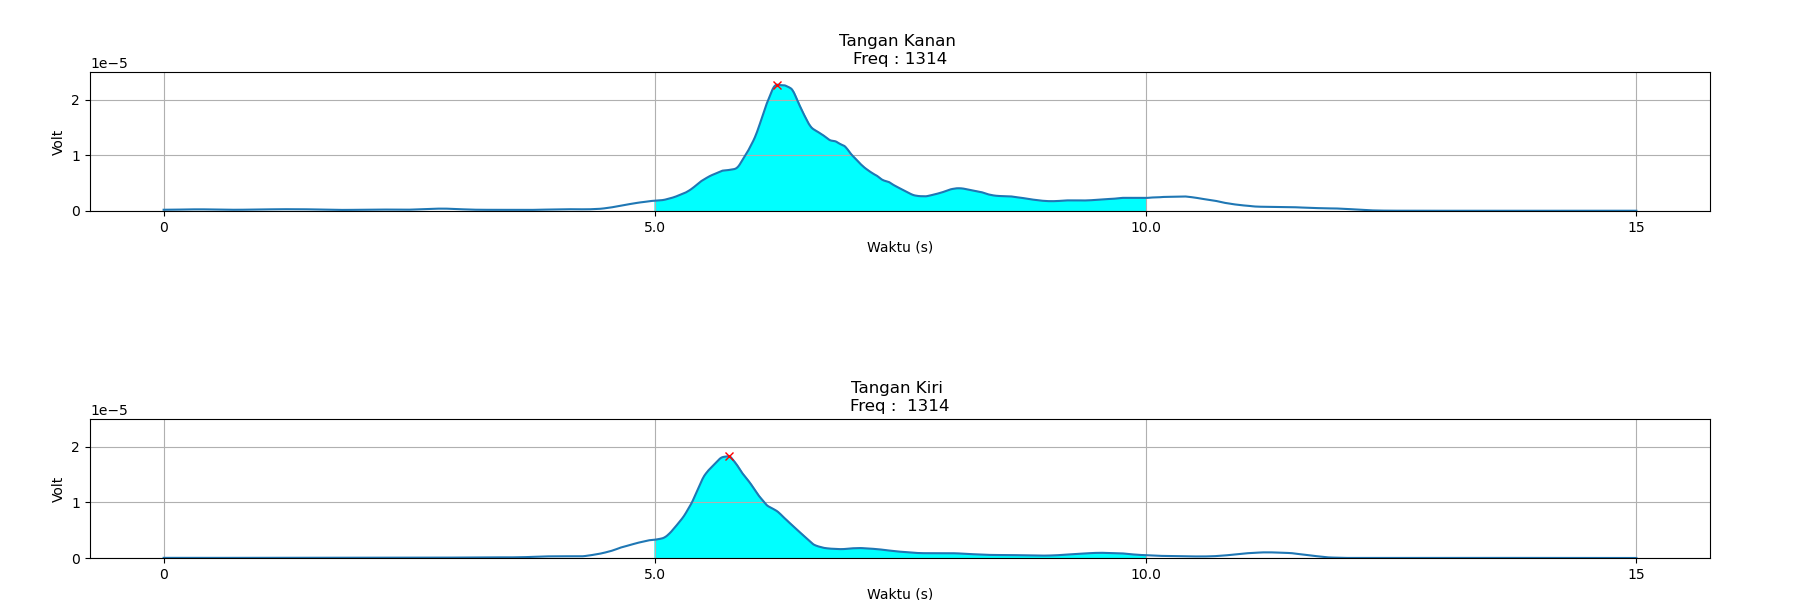 Tangan Kanan
Freq : 1314
1e−5
2
1
0
Volt
0 5.0 10.0 15
Waktu (s)
Tangan Kiri
Freq :  1314
1e−5
2
1
0
Volt
0 5.0 10.0 15
Waktu (s)